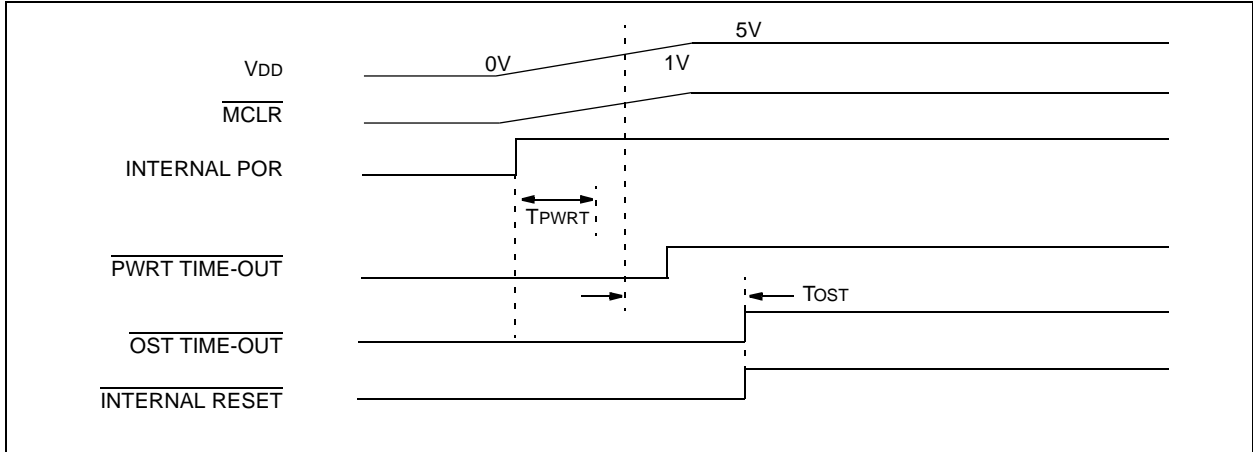 5V
VDD
0V
1V
MCLR
INTERNAL POR
TPWRT
PWRT TIME-OUT
TOST
OST TIME-OUT
INTERNAL RESET